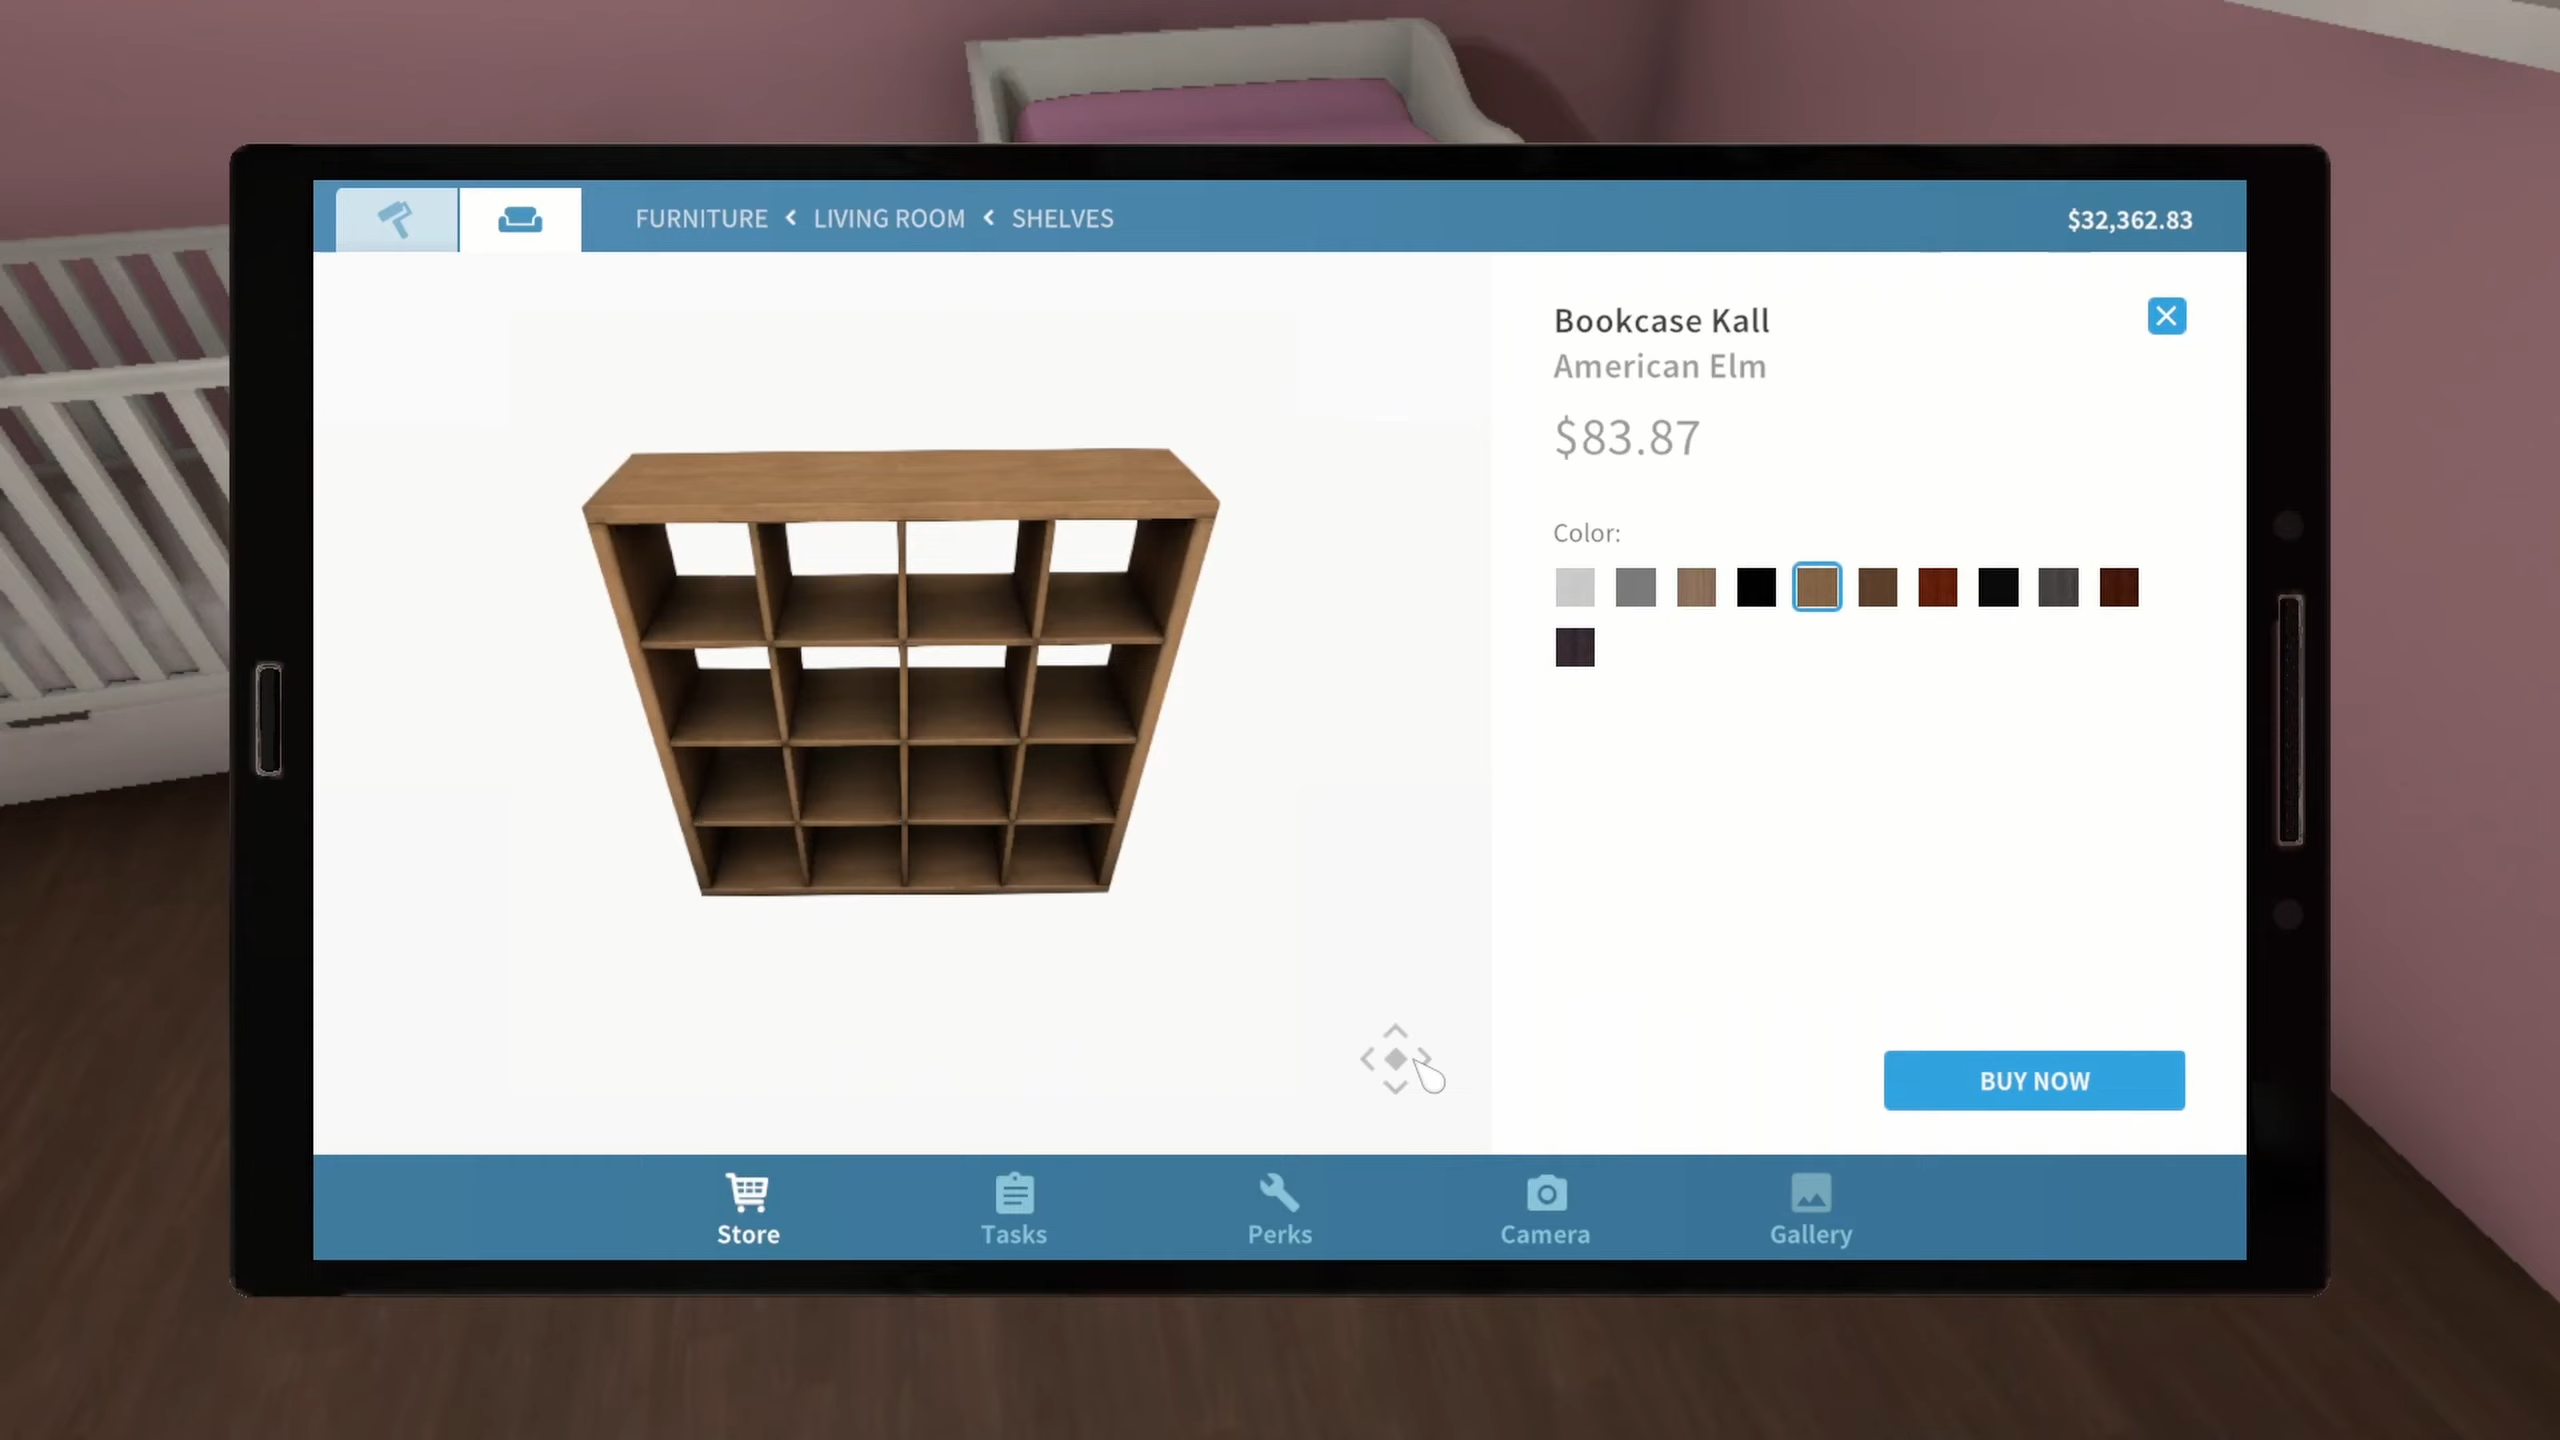 FURNITURE < LIVING ROOM < SHELVES
$32,362.83
Bookcase Kall
American Elm
$83.87
Color:
BUY NOW
Store
Tasks
Perks
Camera
Gallery